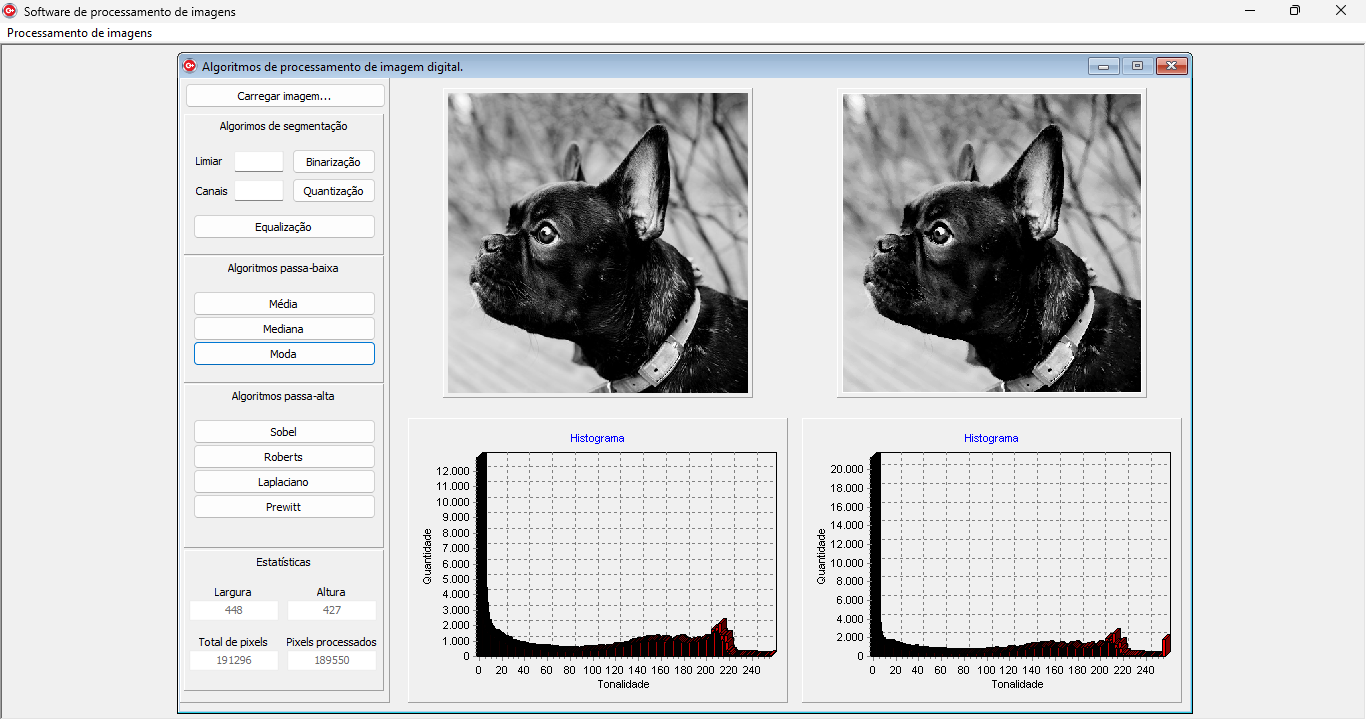 Software de processamento de imagens
Processamento de imagens
Algoritmos de processamento de imagem digital.
Carregar imagem...
Algorimos de segmentação
Limiar
Binarização
Canais
Quantização
Equalização
Algoritmos passa-baixa
Média
Mediana
Moda
Algoritmos passa-alta
Sobel
Roberts
Laplaciano
Prewitt
Estatísticas
Largura Altura
448 427
Total de pixels Pixels processados
191296 189550
Histograma
Quantidade
12.000
11.000
10.000
9.000
8.000
7.000
6.000
5.000
4.000
3.000
2.000
1.000
0
0 20 40 60 80 100 120 140 160 180 200 220 240
Tonalidade
Histograma
Quantidade
20.000
18.000
16.000
14.000
12.000
10.000
8.000
6.000
4.000
2.000
0
0 20 40 60 80 100 120 140 160 180 200 220 240
Tonalidade